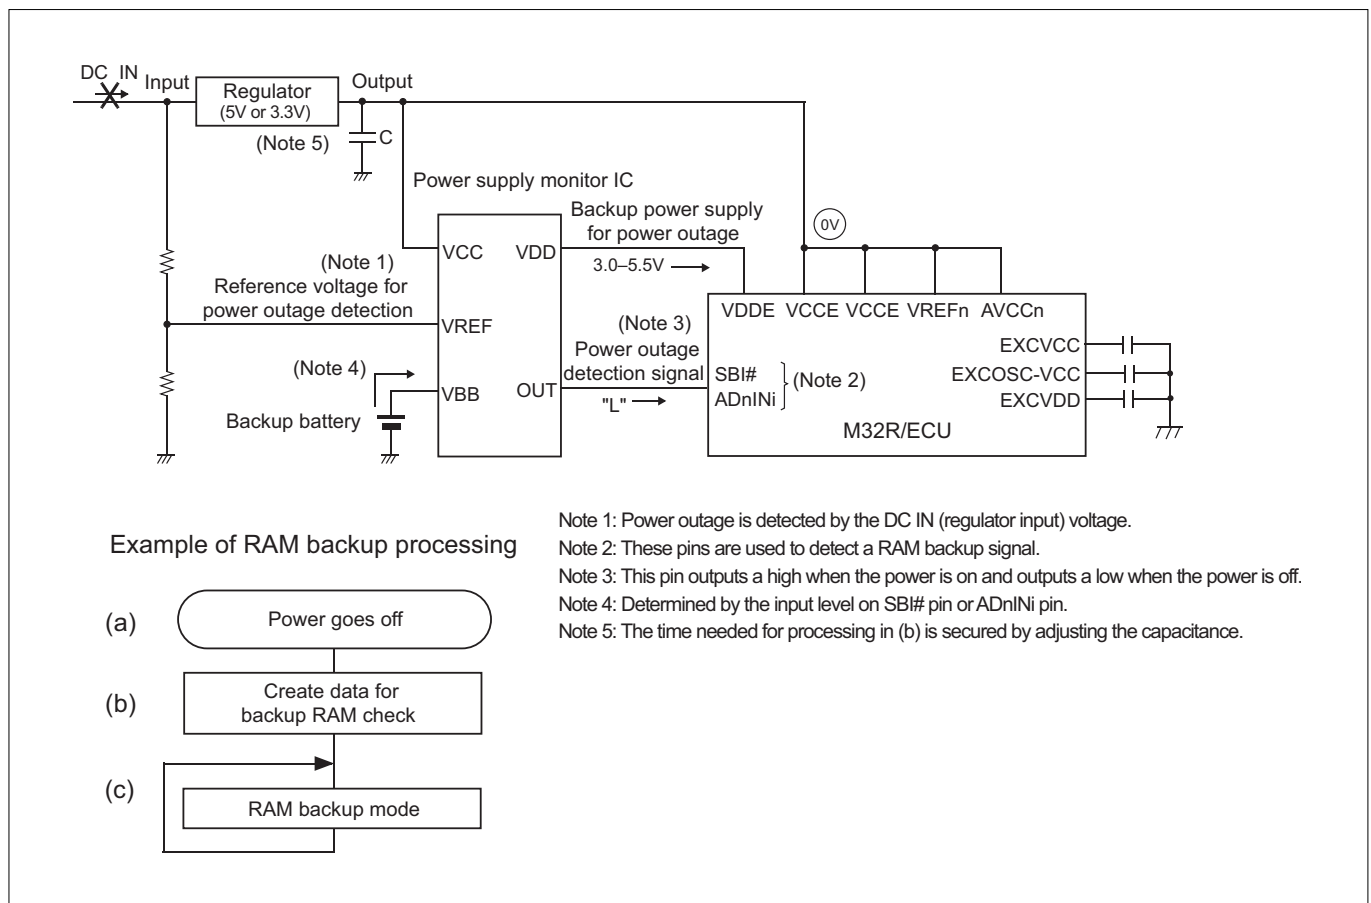 DC IN
Input
Regulator
(5V or 3.3V)
Output
(Note 5)
C
Power supply monitor IC
Backup power supply
for power outage
0V
VCC
VDD
3.0–5.5V
(Note 1)
Reference voltage for
power outage detection
VREF
VDDE VCCE VCCE VREFn AVCCn
(Note 3)
Power outage
detection signal
EXCVCC
(Note 4)
VBB
OUT
"L"
SBI#
ADnINi
(Note 2)
EXCOSC-VCC
EXCVDD
Backup battery
M32R/ECU
Note 1: Power outage is detected by the DC IN (regulator input) voltage.
Note 2: These pins are used to detect a RAM backup signal.
Note 3: This pin outputs a high when the power is on and outputs a low when the power is off.
Note 4: Determined by the input level on SBI# pin or ADnINi pin.
Note 5: The time needed for processing in (b) is secured by adjusting the capacitance.
Example of RAM backup processing
(a)
Power goes off
(b)
Create data for
backup RAM check
(c)
RAM backup mode